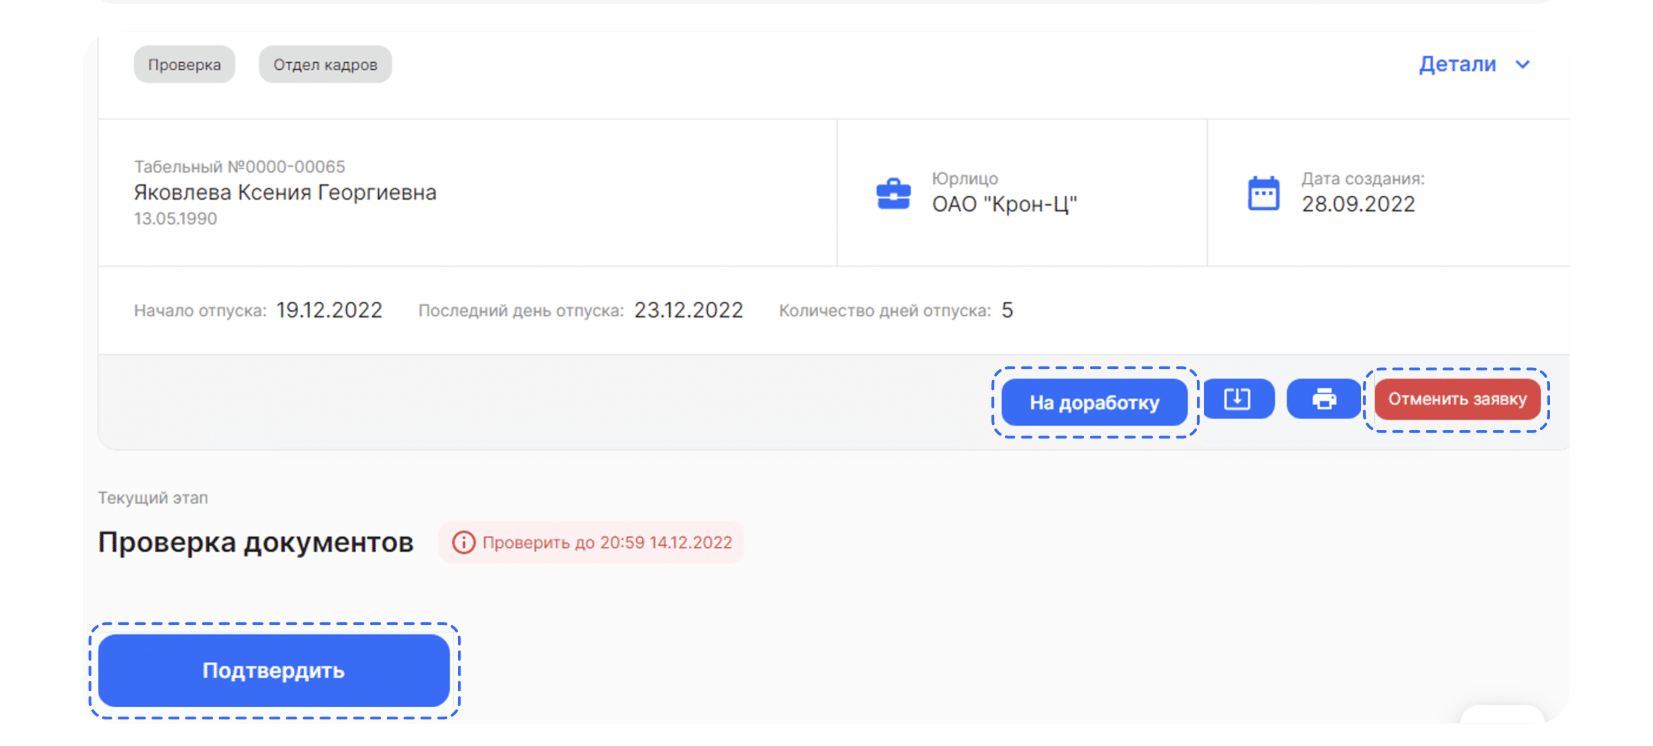 Проверка Отдел кадров Детали
Табельный №0000-00065
Яковлева Ксения Георгиевна
13.05.1990
Юрлицо
ОАО "Крон-Ц"
Дата создания:
28.09.2022
Начало отпуска: 19.12.2022 Последний день отпуска: 23.12.2022 Количество дней отпуска: 5
На доработку Отменить заявку
Текущий этап
Проверка документов Проверить до 20:59 14.12.2022
Подтвердить